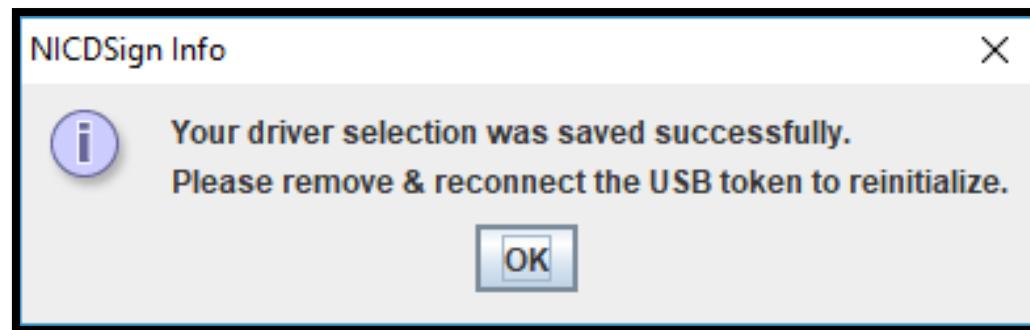 NICDSign Info
Your driver selection was saved successfully.
Please remove & reconnect the USB token to reinitialize.
OK